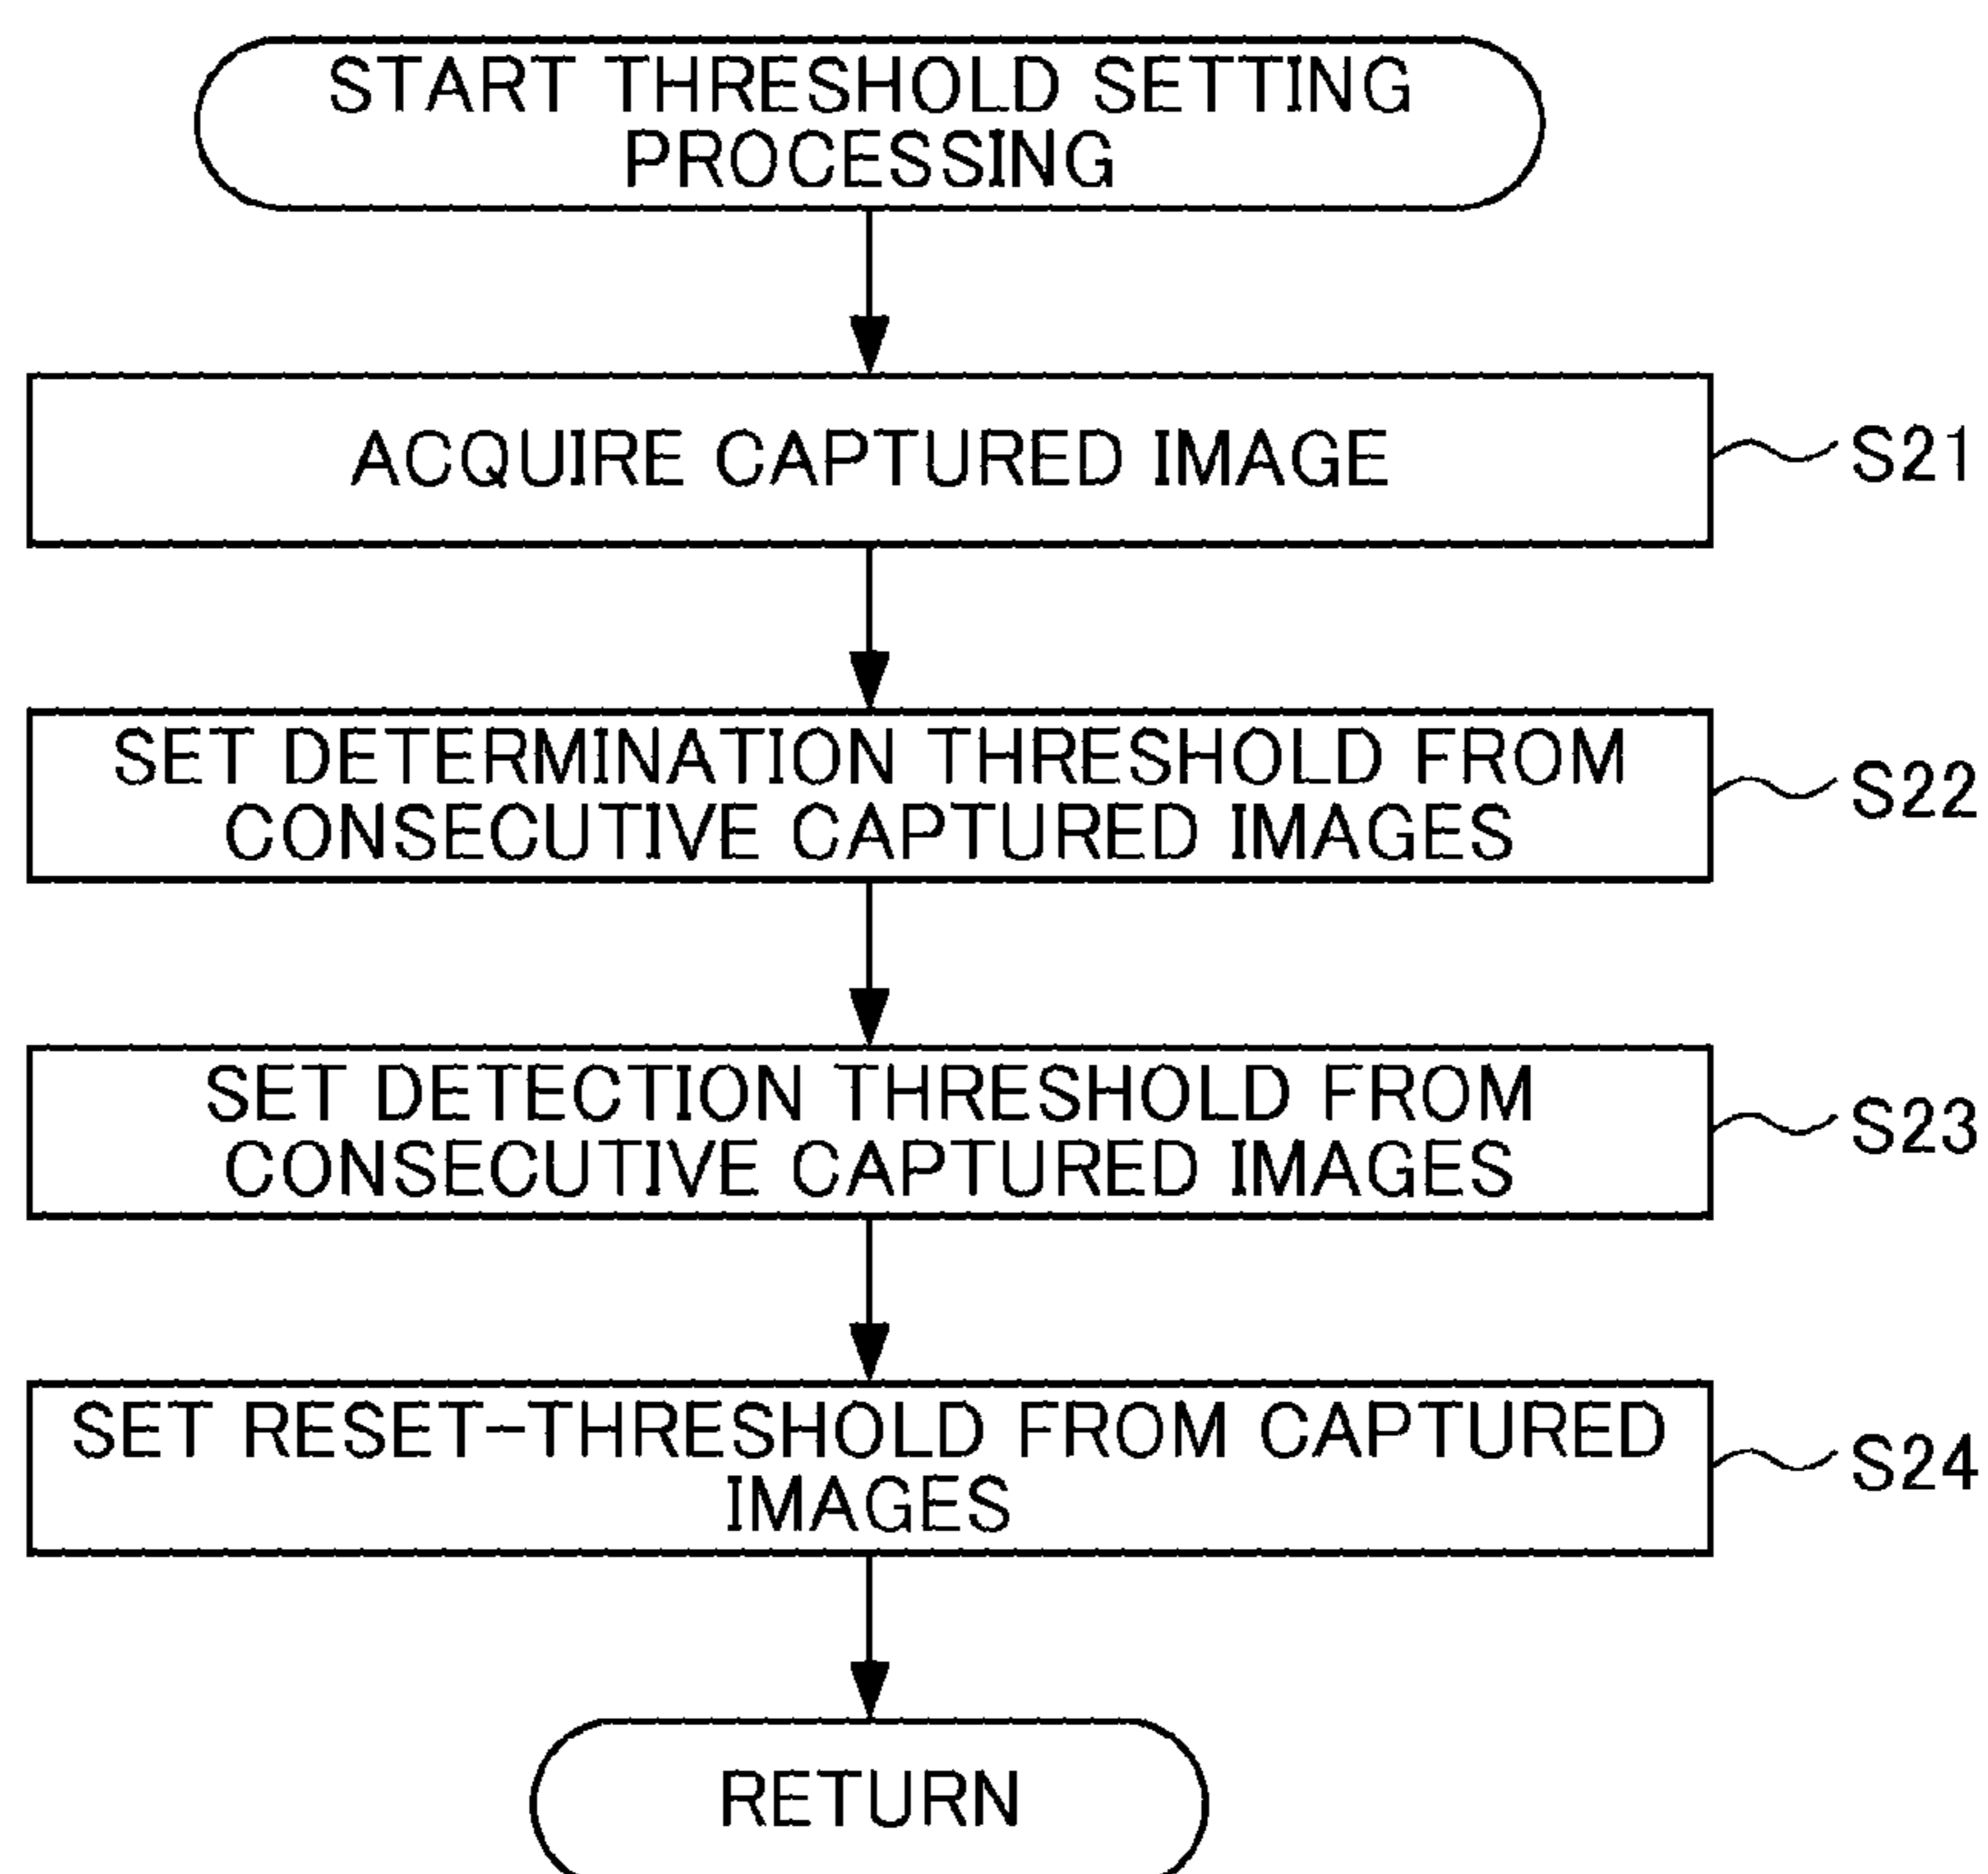 START THRESHOLD SETTING
PROCESSING
ACQUIRE CAPTURED IMAGE
S21
SET DETERMINATION THRESHOLD FROM
CONSECUTIVE CAPTURED IMAGES
S22
SET DETECTION THRESHOLD FROM
CONSECUTIVE CAPTURED IMAGES
S23
SET RESET-THRESHOLD FROM CAPTURED
IMAGES
S24
RETURN